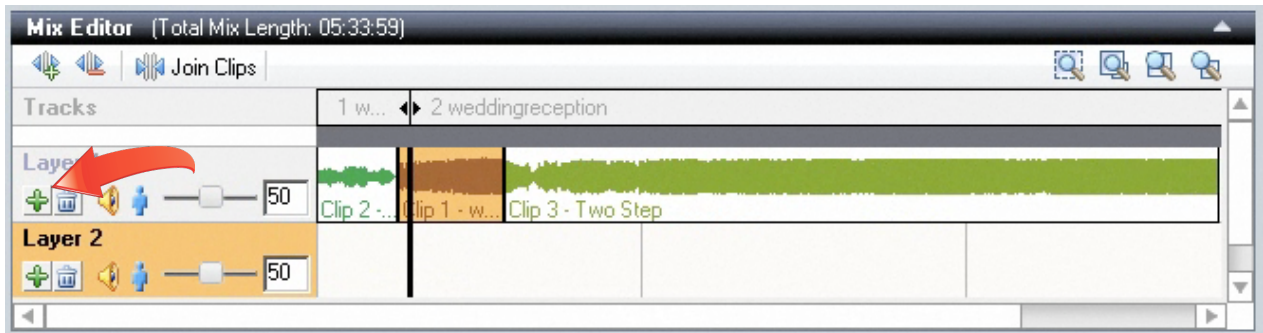 Mix Editor (Total Mix Length: 05:33:59)
Join Clips
Tracks
1 w... 2 weddingreception
Laye
50
Clip 2 -... Clip 1 - w... Clip 3 - Two Step
Layer 2
50